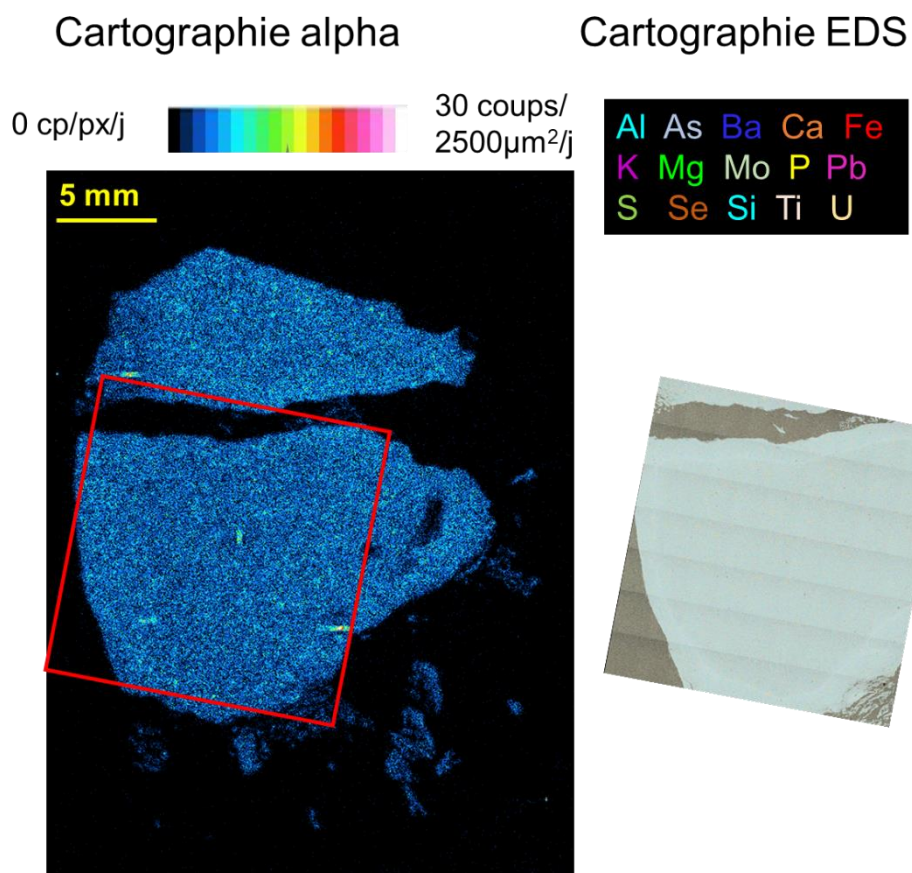 Cartographie alpha
Cartographie EDS
0 cp/px/j
30 coups/
2500µm²/j
Al As Ba Ca Fe
K Mg Mo P Pb
S Se Si Ti U
5 mm